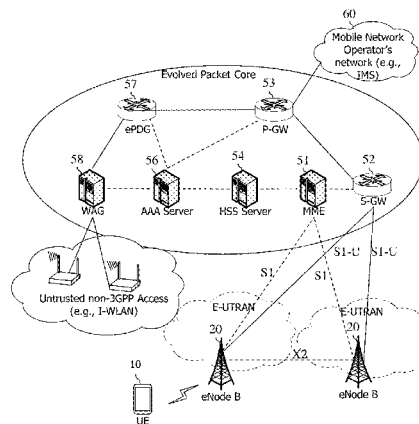 60
Mobile Network
Operator's
network (e.g.,
IMS)
Evolved Packet Core
57
53
ePDG
P-GW
58
56
54
51
52
WAG
AAA Server
HSS Server
MME
S-GW
S1-U
S1-U
S1
S1
Untrusted non-3GPP Access
(e.g., I-WLAN)
E-UTRAN
E-UTRAN
20
20
X2
10
eNode B
eNode B
UE